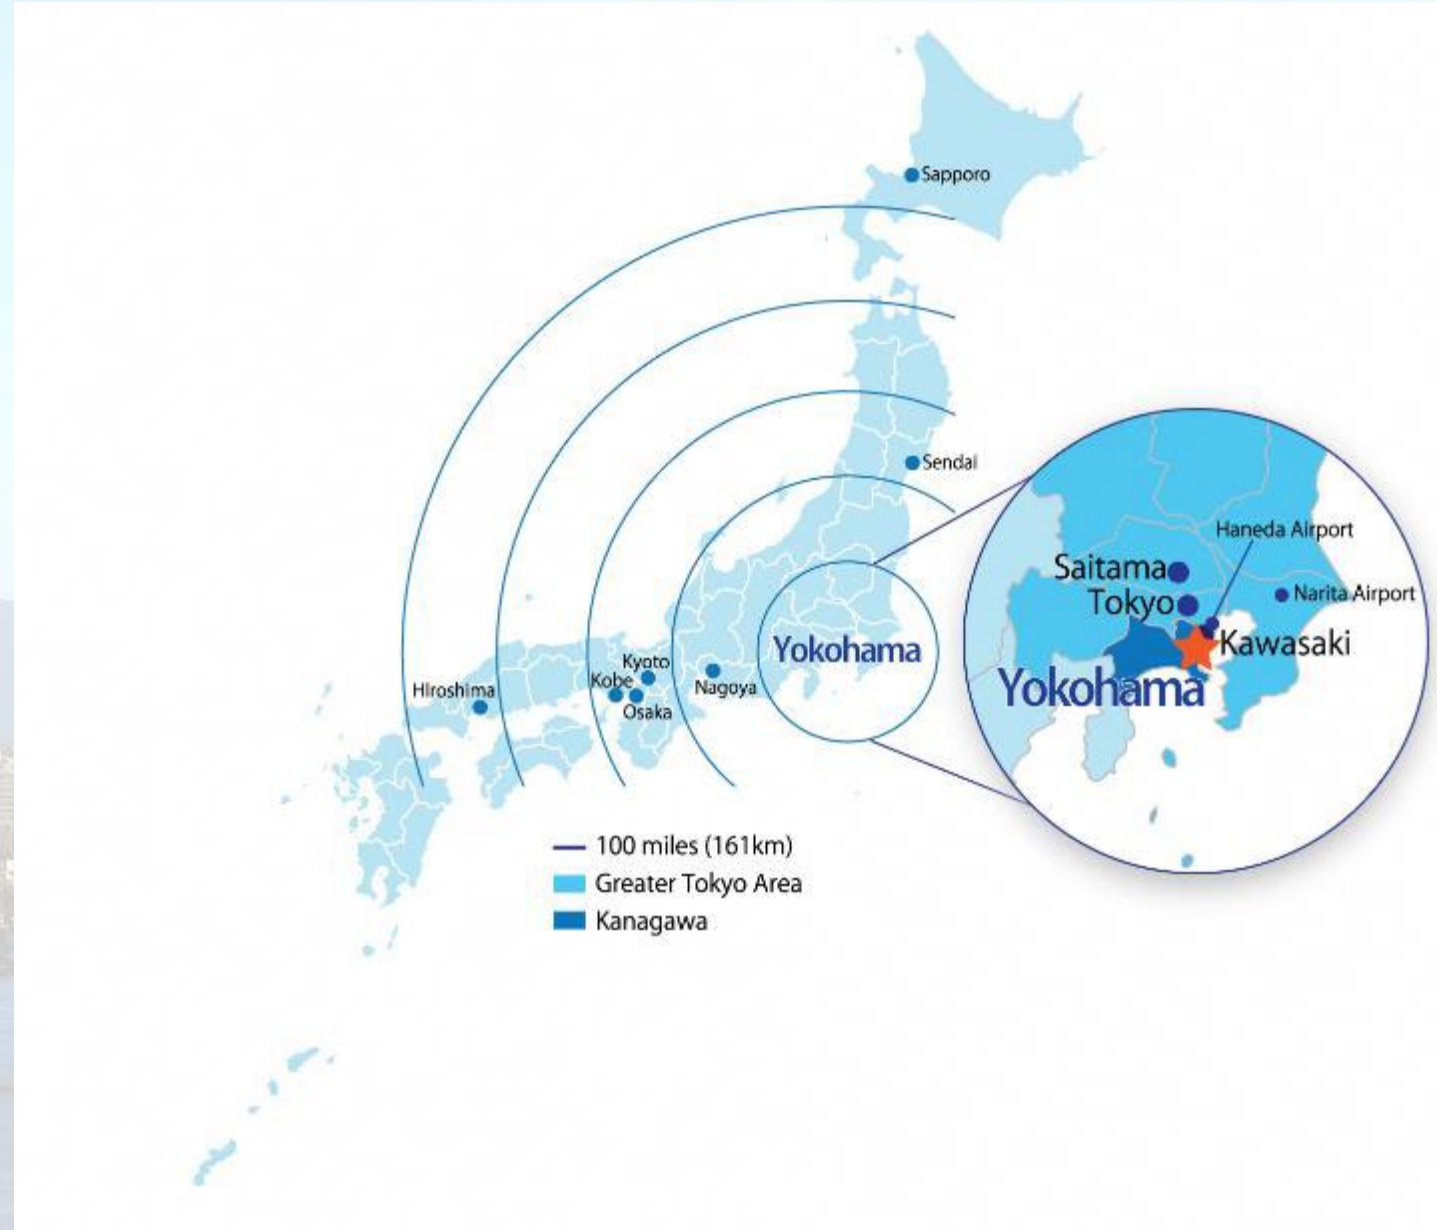 Sapporo
Sendai
Haneda Airport
Saitama
Narita Airport
Tokyo
Kawasaki
Yokohama
Yokohama
Kyoto
Kobe
Hiroshima
Nagoya
Osaka
100 miles (161km)
Greater Tokyo Area
Kanagawa